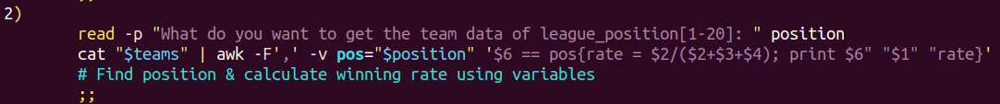 2)
read -p "What do you want to get the team data of league_position[1-20]: " position
cat "$teams" | awk -F',' -v pos="$position" '$6 == pos{rate = $2/($2+$3+$4); print $6" "$1" "rate}'
# Find position & calculate winning rate using variables
;;